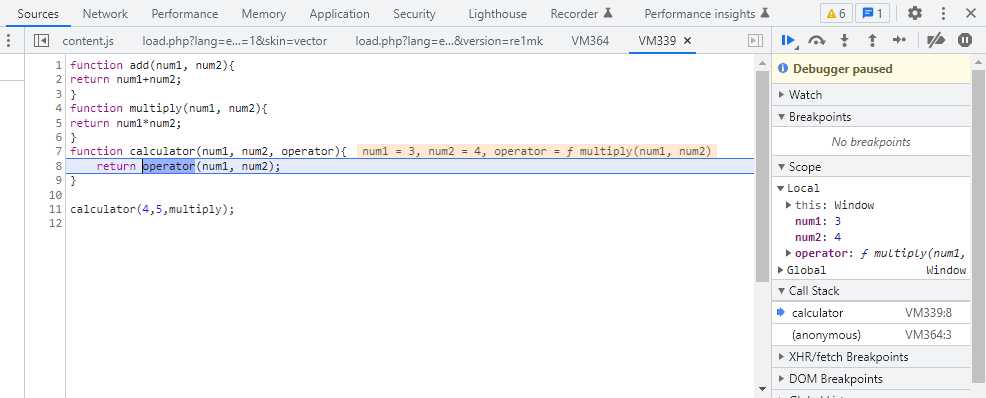 Sources Network Performance Memory Application Security Lighthouse Recorder Performance insights 6 1
content.js load.php?lang=e...=1&skin=vector load.php?lang=e...&version=re1mk VM364 VM339
1 function add(num1, num2){
2 return num1+num2;
3 }
4 function multiply(num1, num2){
5 return num1*num2;
6 }
7 function calculator(num1, num2, operator){ num1 = 3, num2 = 4, operator = ƒ multiply(num1, num2)
8 return operator(num1, num2);
9 }
10
11 calculator(4,5,multiply);
12
Debugger paused
Watch
Breakpoints
No breakpoints
Scope
Local
this: Window
num1: 3
num2: 4
operator: ƒ multiply(num1,
Global Window
Call Stack
calculator VM339:8
(anonymous) VM364:3
XHR/fetch Breakpoints
DOM Breakpoints